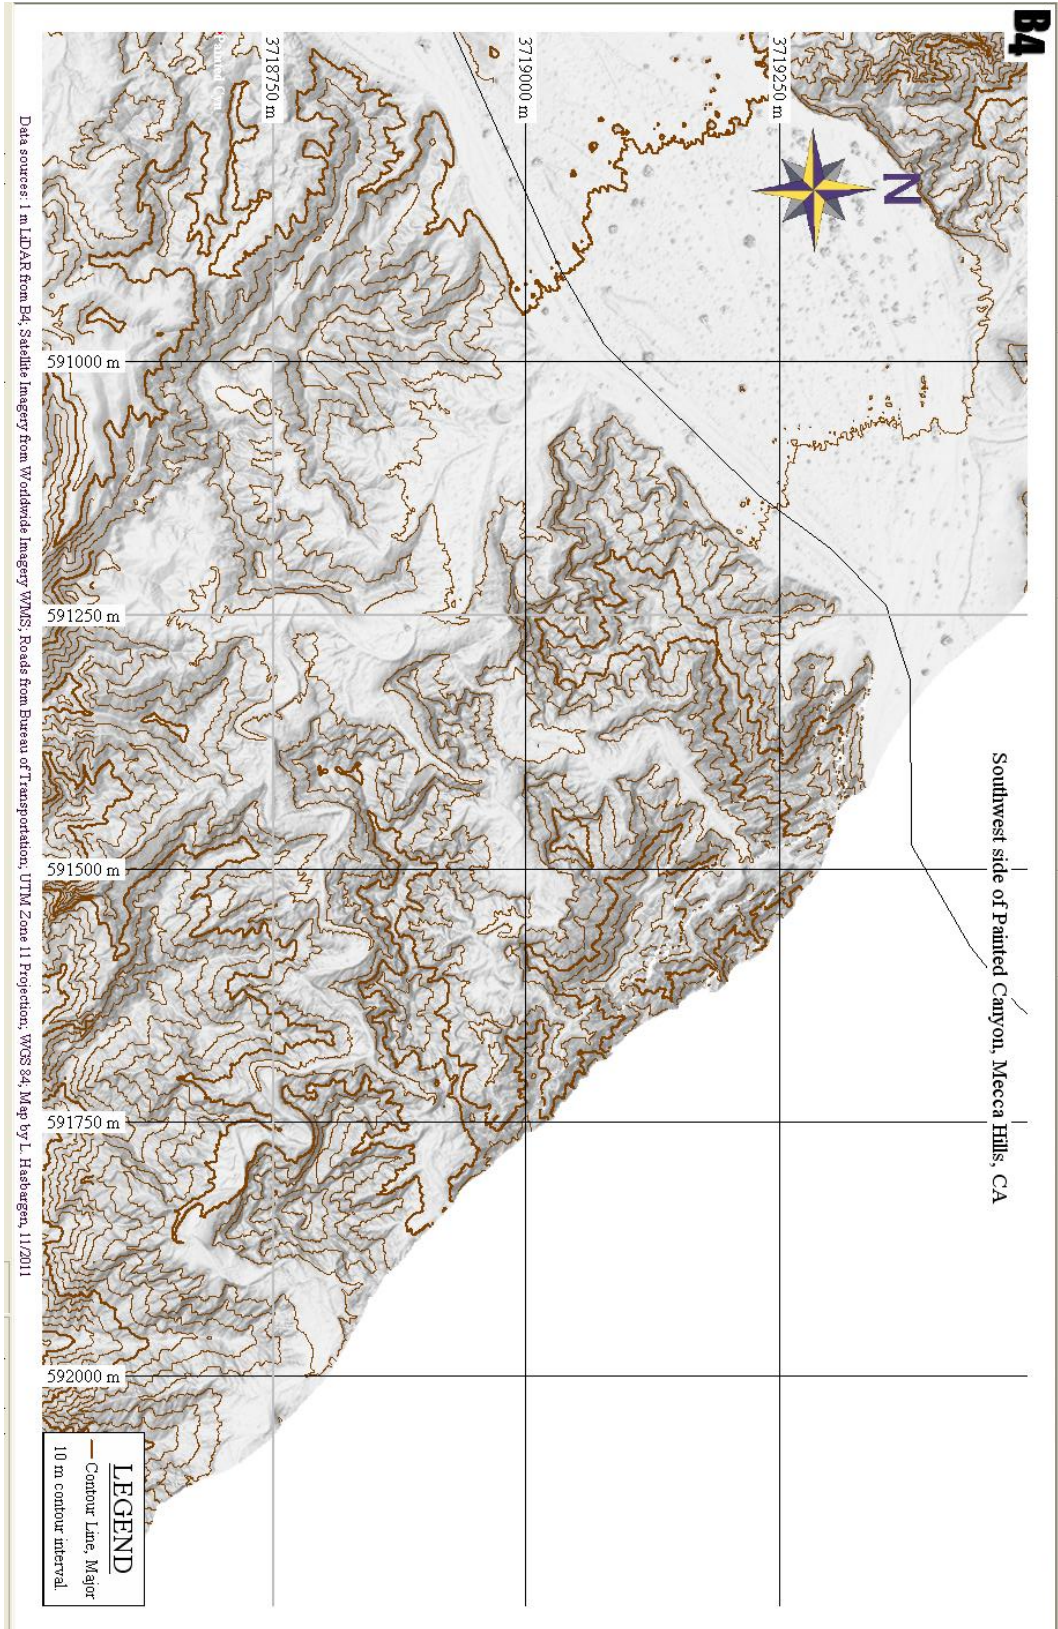 B4
Southwest side of Painted Canyon, Mecca Hills, CA
N
3719250 m
3719000 m
3718750 m
Painted Cyn
591000 m
591250 m
591500 m
591750 m
592000 m
LEGEND
Contour Line, Major
10 m contour interval.
Data sources: 1 m LiDAR from B4; Satellite Imagery from Worldwide Imagery WMS; Roads from Bureau of Transportation; UTM Zone 11 Projection; WGS 84; Map by L. Hasbargen, 11/2011